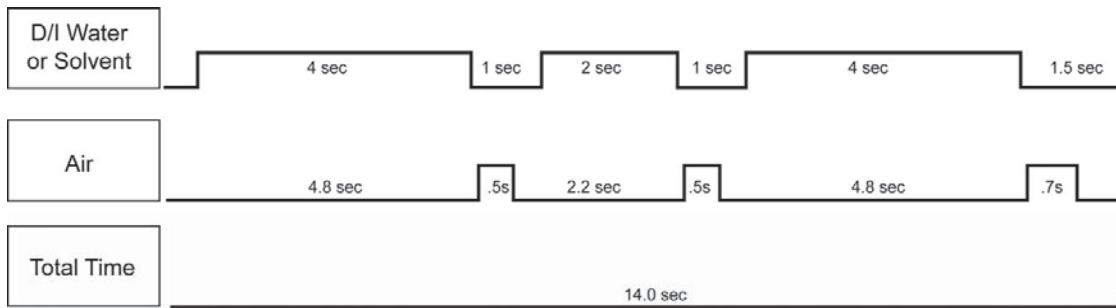 D/I Water
or Solvent
4 sec
1 sec
2 sec
1 sec
4 sec
1.5 sec
Air
4.8 sec
.5s
2.2 sec
.5s
4.8 sec
.7s
Total Time
14.0 sec